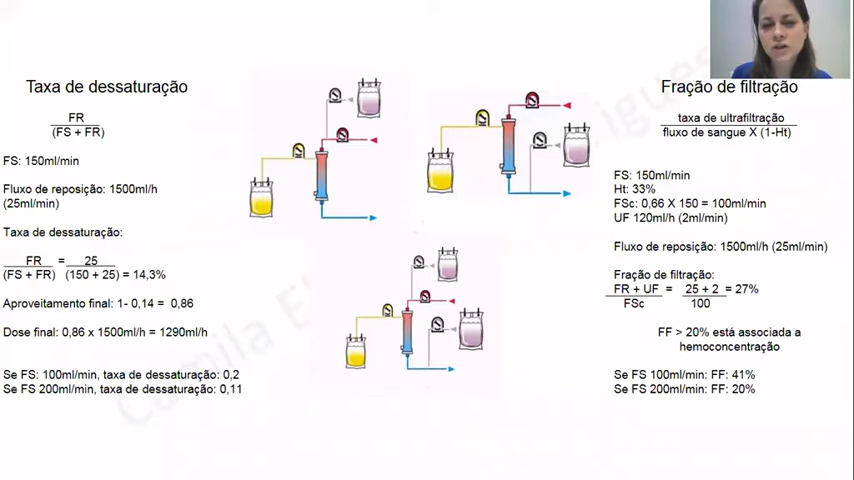 Taxa de dessaturação
FR
(FS + FR)
FS: 150ml/min
Fluxo de reposição: 1500ml/h
(25ml/min)
Taxa de dessaturação:
FR = 25
(FS + FR) (150 + 25) = 14,3%
Aproveitamento final: 1- 0,14 = 0,86
Dose final: 0,86 x 1500ml/h = 1290ml/h
Se FS: 100ml/min, taxa de dessaturação: 0,2
Se FS 200ml/min, taxa de dessaturação: 0,11
Fração de filtração
taxa de ultrafiltração
fluxo de sangue X (1-Ht)
FS: 150ml/min
Ht: 33%
FSc: 0,66 X 150 = 100ml/min
UF 120ml/h (2ml/min)
Fluxo de reposição: 1500ml/h (25ml/min)
Fração de filtração:
FR + UF = 25 + 2 = 27%
FSc 100
FF > 20% está associada a
hemoconcentração
Se FS 100ml/min: FF: 41%
Se FS 200ml/min: FF: 20%
Camila